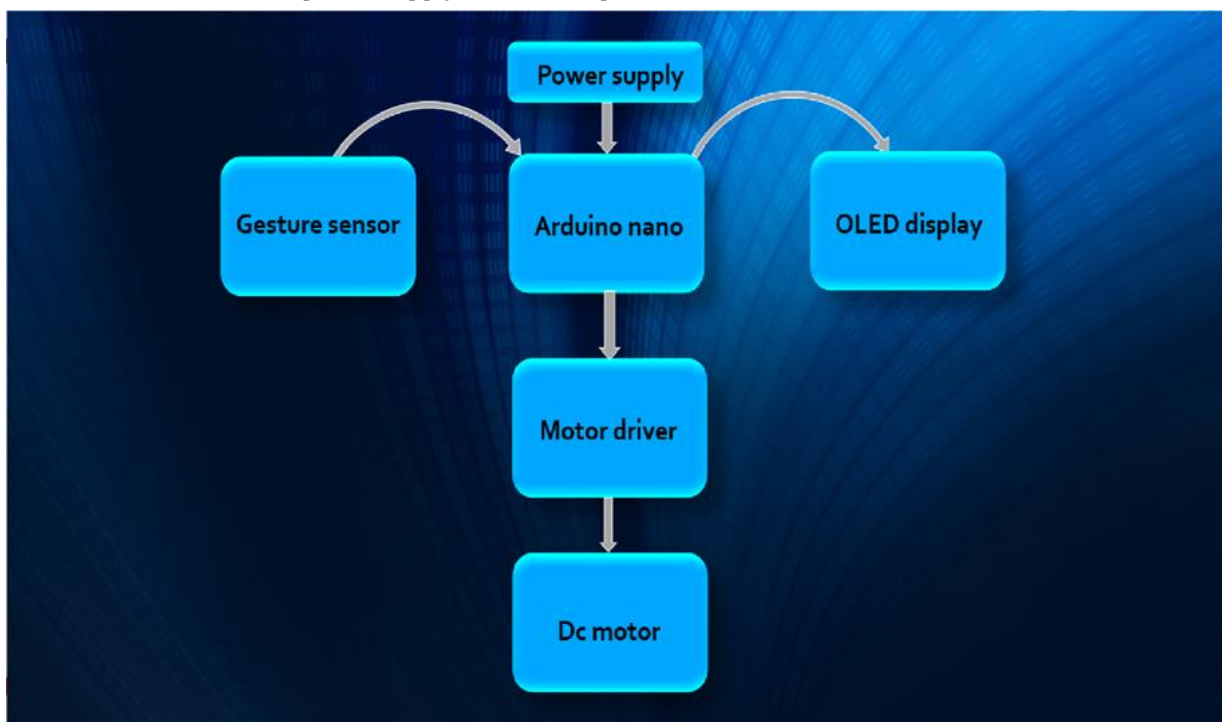 Power supply
Gesture sensor
Arduino nano
OLED display
Motor driver
Dc motor